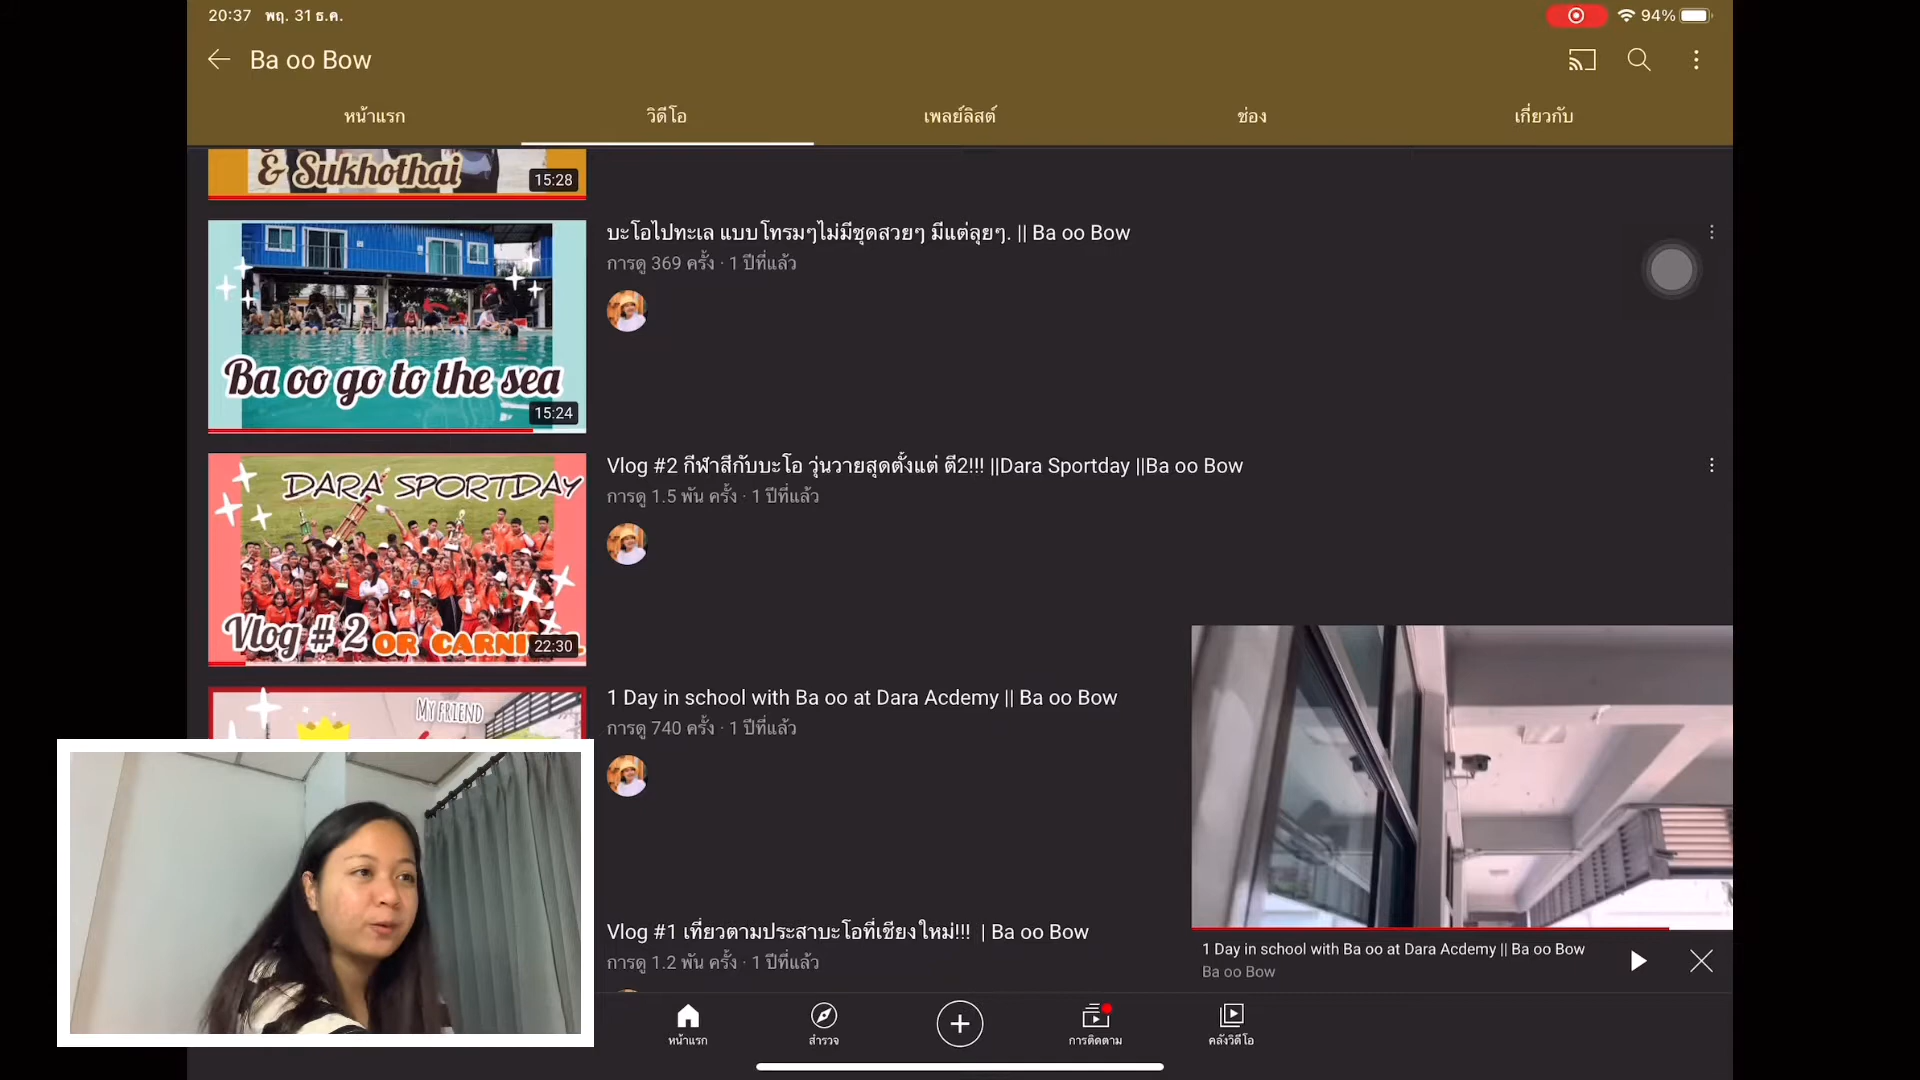 20:37 พฤ. 31 ธ.ค.
94%
Ba oo Bow
หน้าแรก
วิดีโอ
เพลย์ลิสต์
ช่อง
เกี่ยวกับ
& Sukhothai
15:28
บะโอไปทะเล แบบโทรมๆไม่มีชุดสวยๆ มีแต่ลุยๆ. || Ba oo Bow
การดู 369 ครั้ง · 1 ปีที่แล้ว
Ba oo go to the sea
15:24
Vlog #2 กีฬาสีกับบะโอ วุ่นวายสุดตั้งแต่ ตี2!!! ||Dara Sportday ||Ba oo Bow
การดู 1.5 พัน ครั้ง · 1 ปีที่แล้ว
DARA SPORTDAY
Vlog # 2
22:30
1 Day in school with Ba oo at Dara Acdemy || Ba oo Bow
การดู 740 ครั้ง · 1 ปีที่แล้ว
MY FRIEND
Vlog #1 เที่ยวตามประสาบะโอที่เชียงใหม่!!! | Ba oo Bow
การดู 1.2 พัน ครั้ง · 1 ปีที่แล้ว
1 Day in school with Ba oo at Dara Acdemy || Ba oo Bow
Ba oo Bow
หน้าแรก
สำรวจ
การติดตาม
คลังวิดีโอ